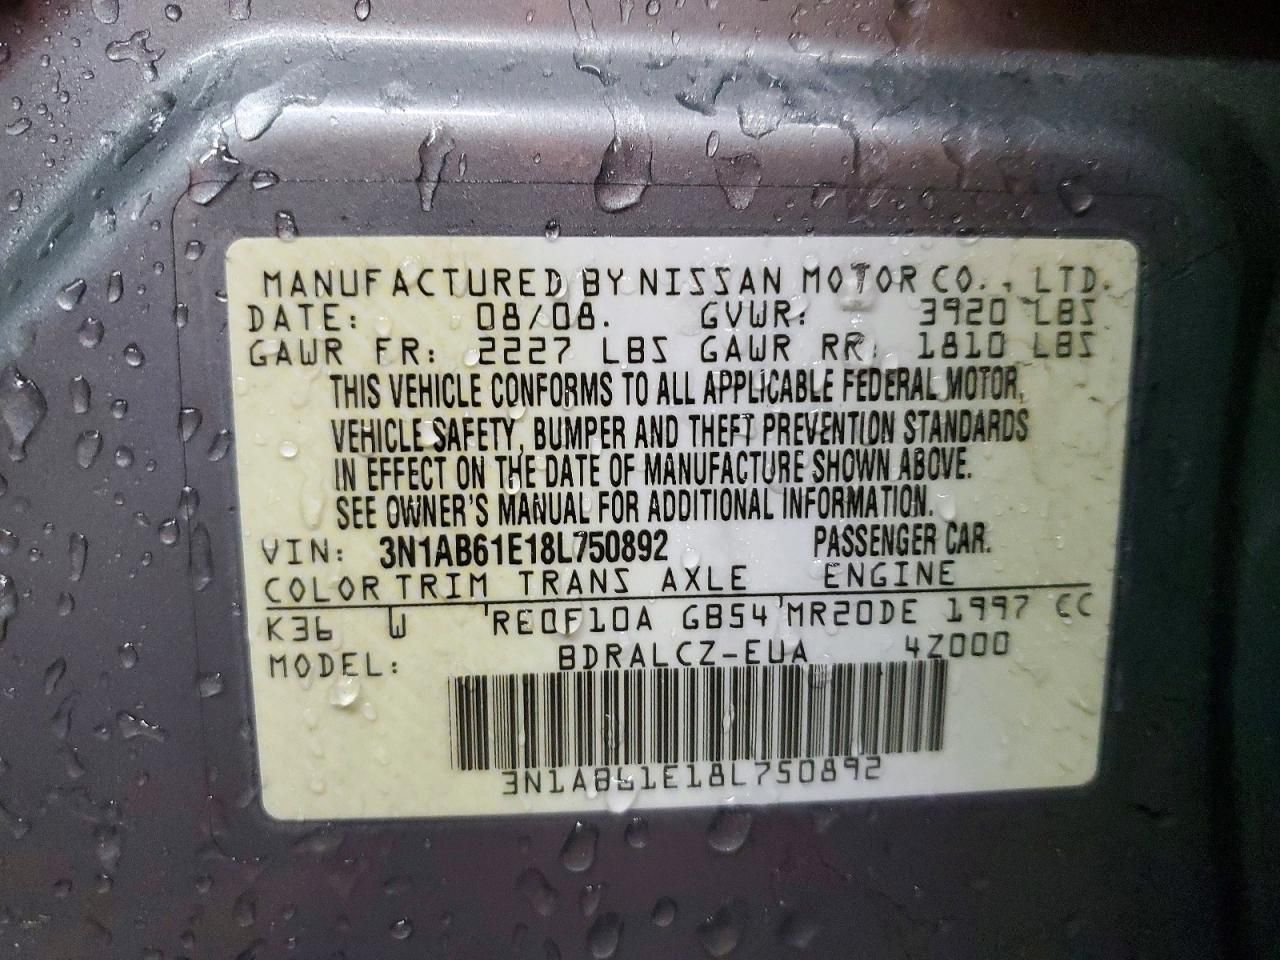 MANUFACTURED BY NISSAN MOTOR CO., LTD.
DATE: 08/08. GVWR: 3920 LBS
GAWR FR: 2227 LBS GAWR RR: 1810 LBS
THIS VEHICLE CONFORMS TO ALL APPLICABLE FEDERAL MOTOR,
VEHICLE SAFETY, BUMPER AND THEFT PREVENTION STANDARDS
IN EFFECT ON THE DATE OF MANUFACTURE SHOWN ABOVE.
SEE OWNER'S MANUAL FOR ADDITIONAL INFORMATION.
VIN: 3N1AB61E18L750892 PASSENGER CAR.
COLOR TRIM TRANS AXLE ENGINE
K36 W RE0F10A GB54 MR20DE 1997 CC
MODEL: BDRALCZ-EUA 4Z000
3N1AB61E18L750892